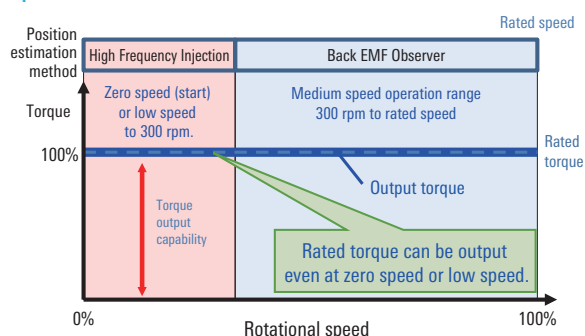 Rated speed
Position
estimation
method
High Frequency Injection
Back EMF Observer
Zero speed (start)
or low speed
to 300 rpm.
Medium speed operation range
300 rpm to rated speed
Torque
100%
Rated
torque
Output torque
Torque
output
capability
Rated torque can be output
even at zero speed or low speed.
0%
Rotational speed
100%